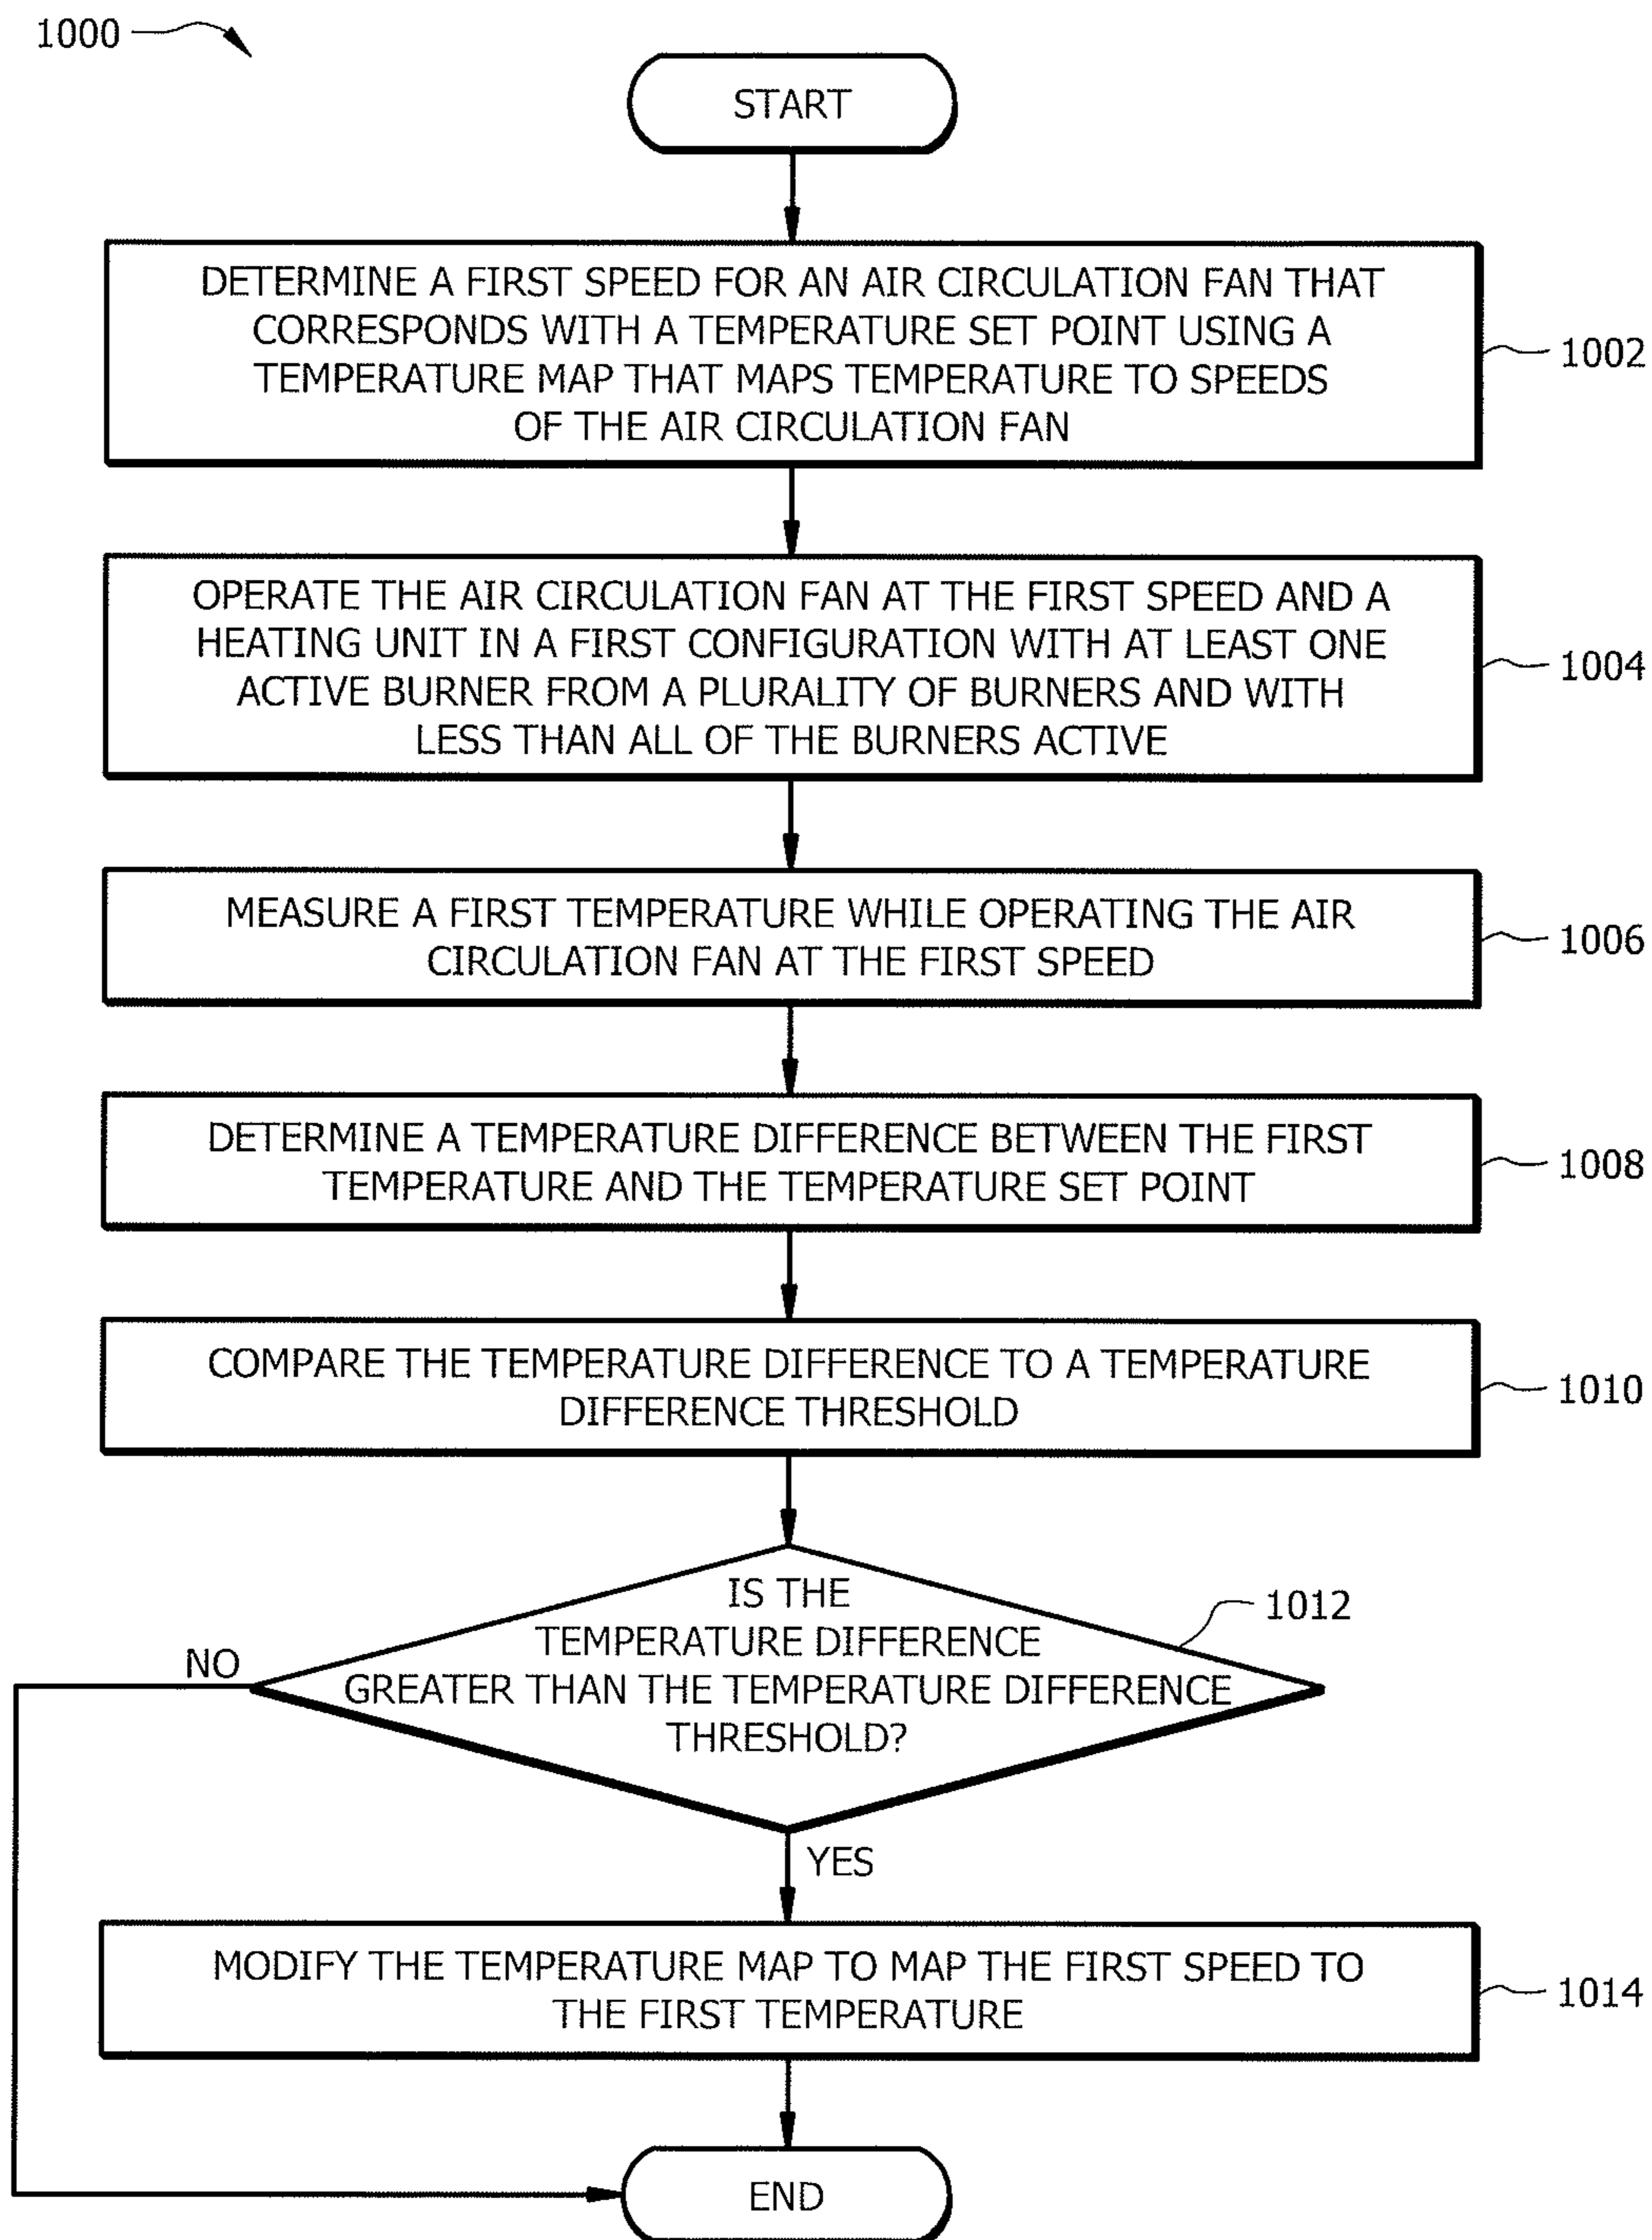 1000
START
DETERMINE A FIRST SPEED FOR AN AIR CIRCULATION FAN THAT
CORRESPONDS WITH A TEMPERATURE SET POINT USING A
TEMPERATURE MAP THAT MAPS TEMPERATURE TO SPEEDS
OF THE AIR CIRCULATION FAN
1002
OPERATE THE AIR CIRCULATION FAN AT THE FIRST SPEED AND A
HEATING UNIT IN A FIRST CONFIGURATION WITH AT LEAST ONE
ACTIVE BURNER FROM A PLURALITY OF BURNERS AND WITH
LESS THAN ALL OF THE BURNERS ACTIVE
1004
MEASURE A FIRST TEMPERATURE WHILE OPERATING THE AIR
CIRCULATION FAN AT THE FIRST SPEED
1006
DETERMINE A TEMPERATURE DIFFERENCE BETWEEN THE FIRST
TEMPERATURE AND THE TEMPERATURE SET POINT
1008
COMPARE THE TEMPERATURE DIFFERENCE TO A TEMPERATURE
DIFFERENCE THRESHOLD
1010
IS THE
TEMPERATURE DIFFERENCE
GREATER THAN THE TEMPERATURE DIFFERENCE
THRESHOLD?
1012
NO
YES
MODIFY THE TEMPERATURE MAP TO MAP THE FIRST SPEED TO
THE FIRST TEMPERATURE
1014
END